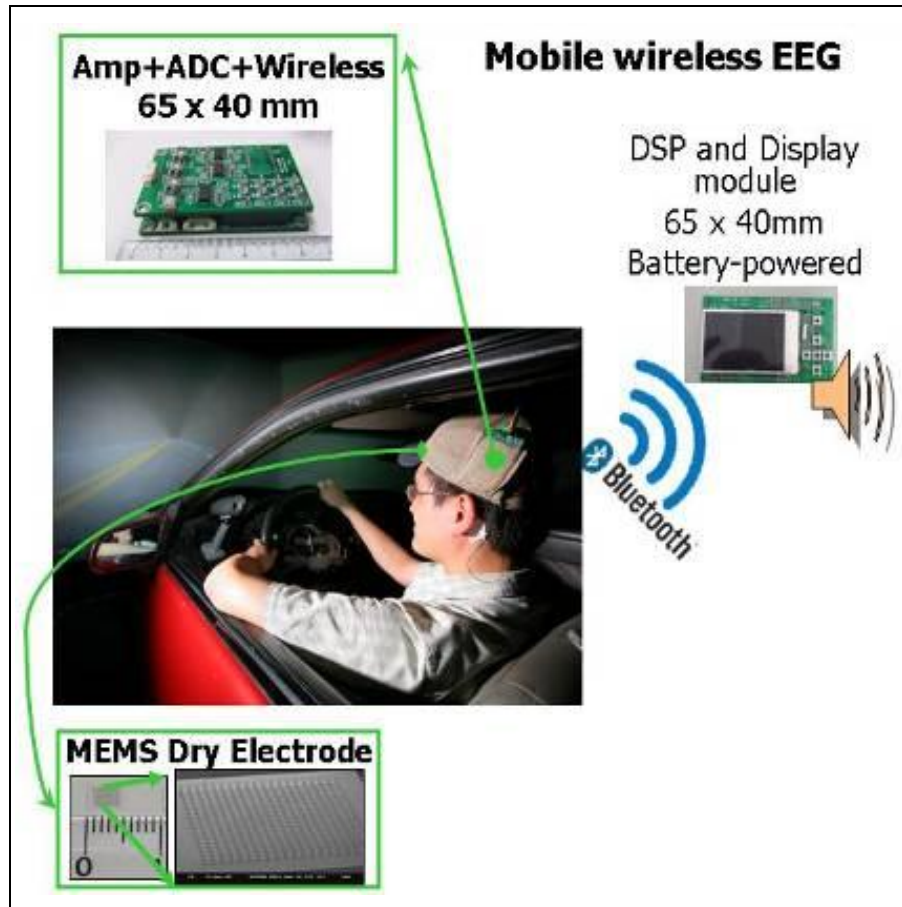 Amp+ADC+Wireless
65 x 40 mm
Mobile wireless EEG
DSP and Display
module
65 x 40mm
Battery-powered
Bluetooth
MEMS Dry Electrode
0
1